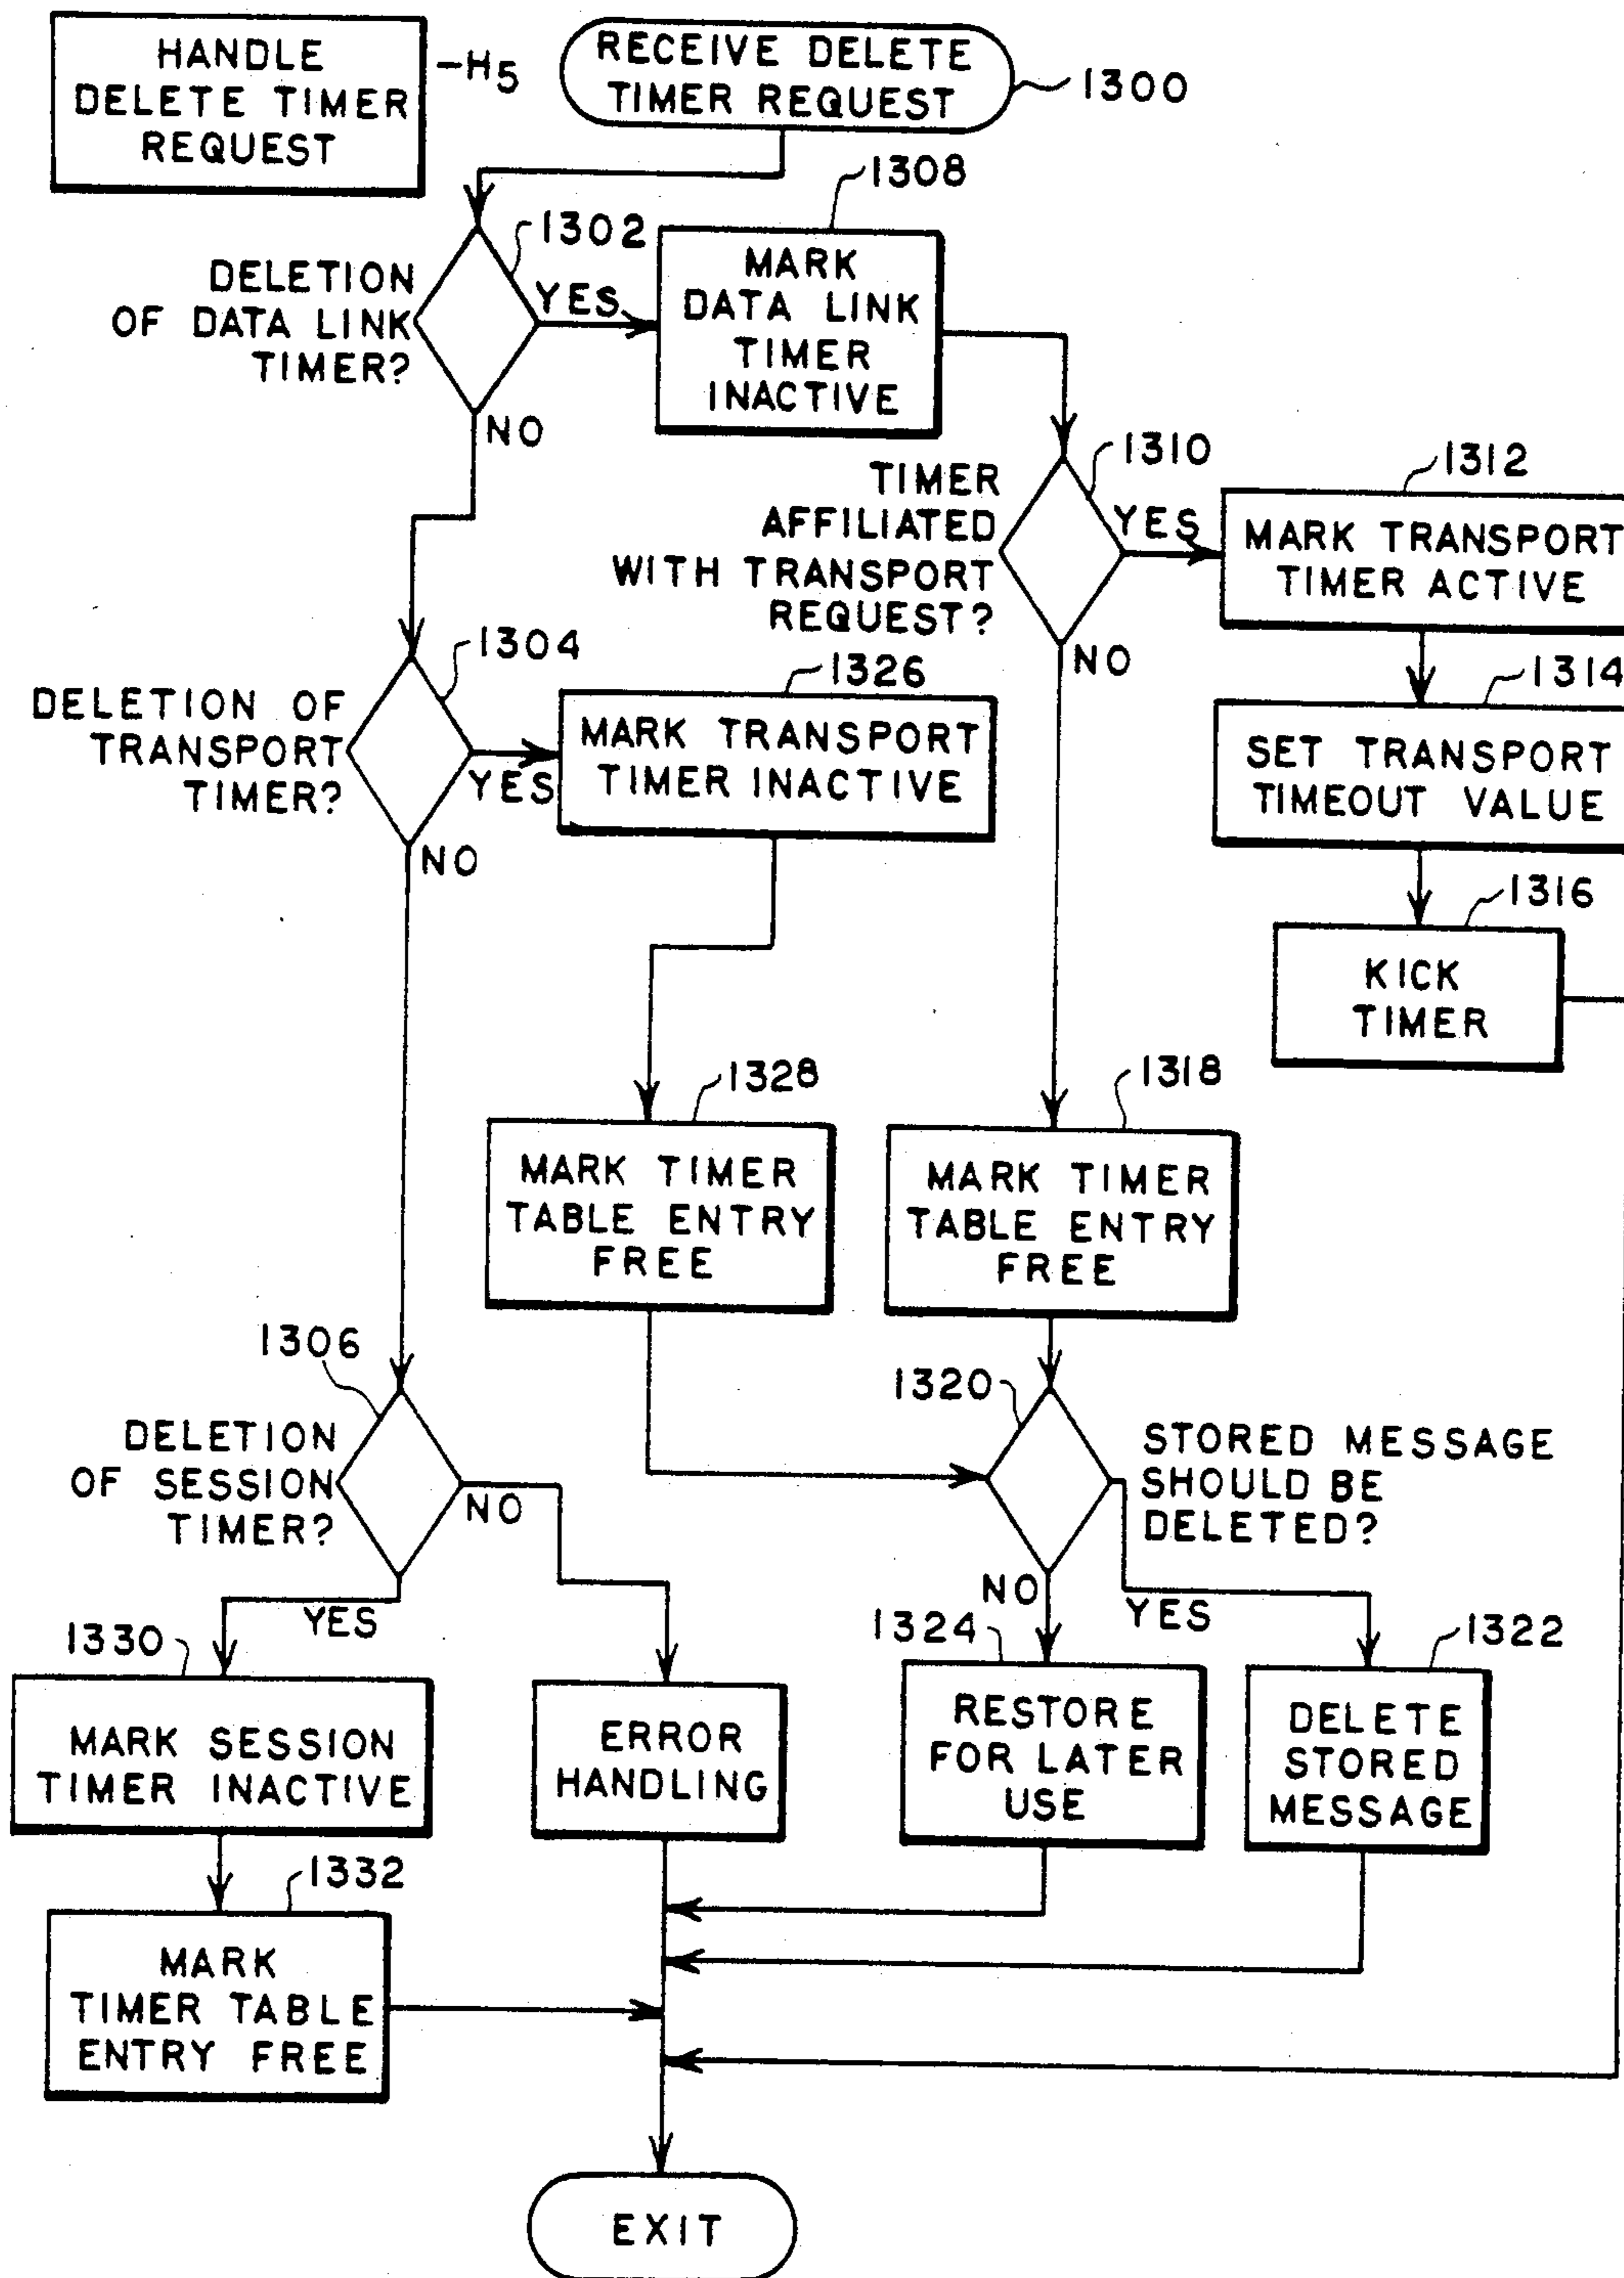 HANDLE
DELETE TIMER
REQUEST
-H5
RECEIVE DELETE
TIMER REQUEST
1300
1308
1302
DELETION
OF DATA LINK
TIMER?
YES
MARK
DATA LINK
TIMER
INACTIVE
NO
1310
TIMER
AFFILIATED
WITH TRANSPORT
REQUEST?
YES
1312
MARK TRANSPORT
TIMER ACTIVE
NO
1304
DELETION OF
TRANSPORT
TIMER?
YES
1326
MARK TRANSPORT
TIMER INACTIVE
1314
SET TRANSPORT
TIMEOUT VALUE
NO
1316
KICK
TIMER
1328
MARK TIMER
TABLE ENTRY
FREE
1318
MARK TIMER
TABLE ENTRY
FREE
1306
DELETION
OF SESSION
TIMER?
NO
YES
1320
STORED MESSAGE
SHOULD BE
DELETED?
NO
YES
1330
MARK SESSION
TIMER INACTIVE
ERROR
HANDLING
1324
RESTORE
FOR LATER
USE
1322
DELETE
STORED
MESSAGE
1332
MARK
TIMER TABLE
ENTRY FREE
EXIT